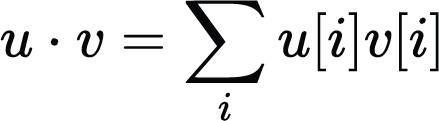 u · v = ∑_i u[i]v[i]